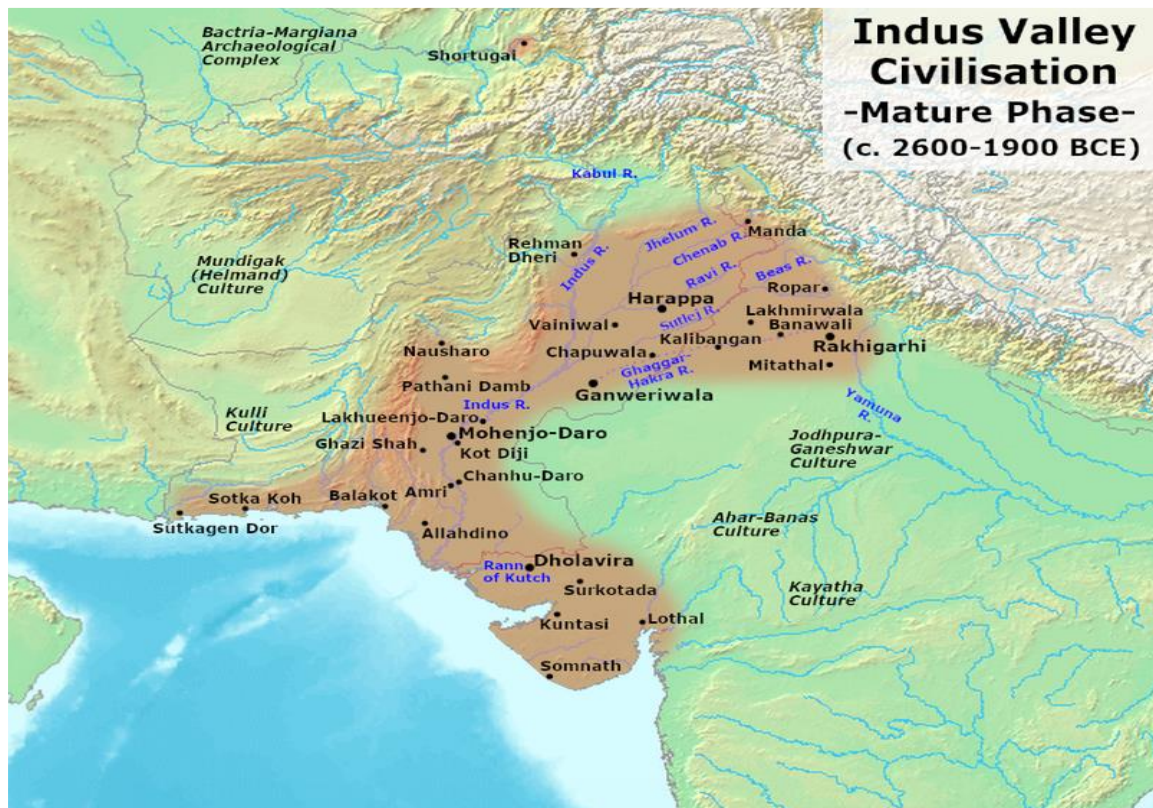 Indus Valley
Civilisation
-Mature Phase-
(c. 2600-1900 BCE)
Bactria-Margiana
Archaeological
Complex
Shortugai
Kabul R.
Rehman
Dheri
Indus R.
Jhelum R.
Chenab R.
Ravi R.
Manda
Beas R.
Mundigak
(Helmand)
Culture
Ropar
Harappa
Sutlej R.
Lakhmirwala
Vainiwal
Banawali
Kalibangan
Rakhigarhi
Nausharo
Chapuwala
Mitathal
Ghaggar-
Hakra R.
Pathani Damb
Ganweriwala
Yamuna
R.
Indus R.
Kulli
Culture
Lakhueenjo-Daro
Mohenjo-Daro
Ghazi Shah
Kot Diji
Jodhpura-
Ganeshwar
Culture
Chanhu-Daro
Amri
Balakot
Sotka Koh
Sutkagen Dor
Allahdino
Ahar-Banas
Culture
Dholavira
Rann
of Kutch
Surkotada
Kayatha
Culture
Kuntasi
Lothal
Somnath